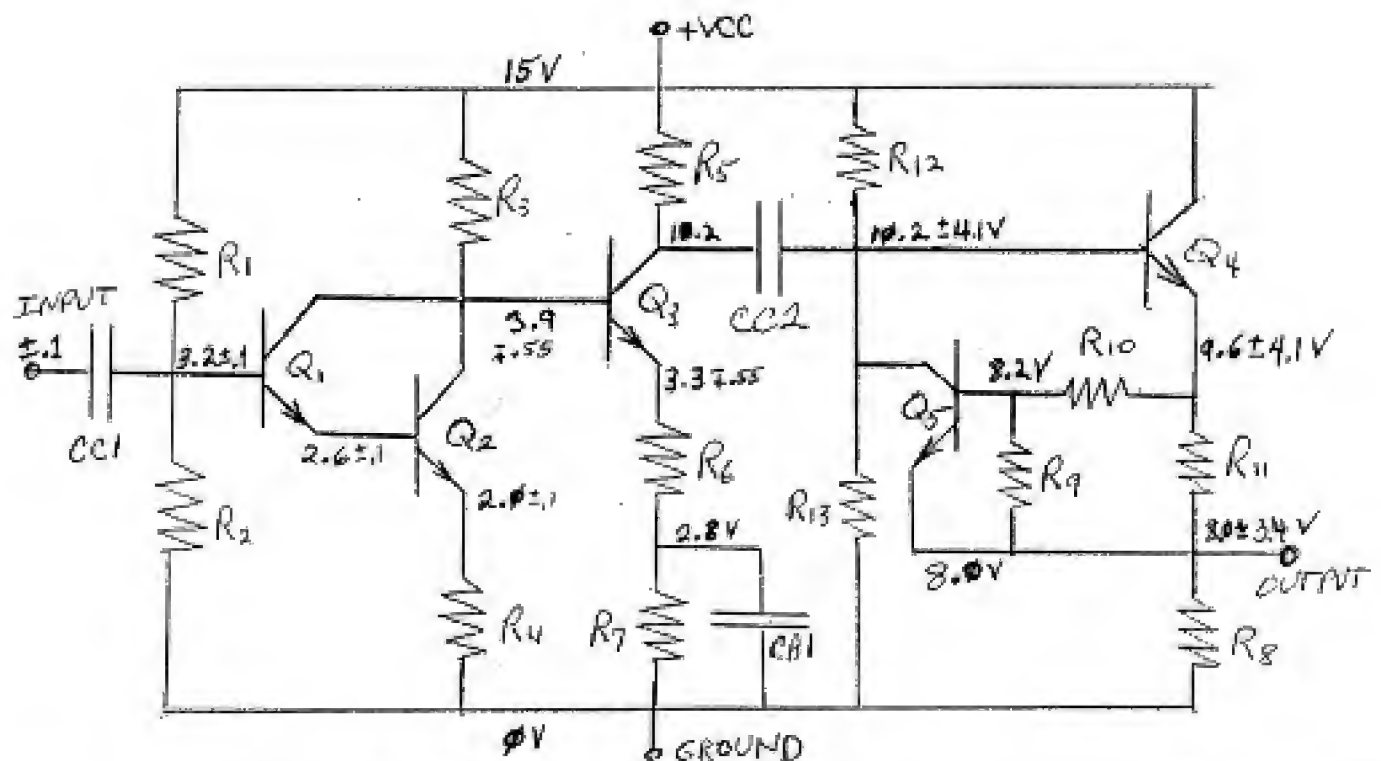 +VCC
15V
R1
R3
R5
R12
10.2
10.2 ±4.1V
Q4
INPUT
±.1
3.2±.1
Q1
3.9
∓.55
Q3
CC2
CC1
2.6±.1
Q2
3.3∓.55
8.2V
R10
9.6±4.1V
Q5
R2
2.0±.1
R6
R9
R11
2.8V
R13
8.0V
8.0±3.4V
OUTPUT
R4
R7
R8
0V
GROUND